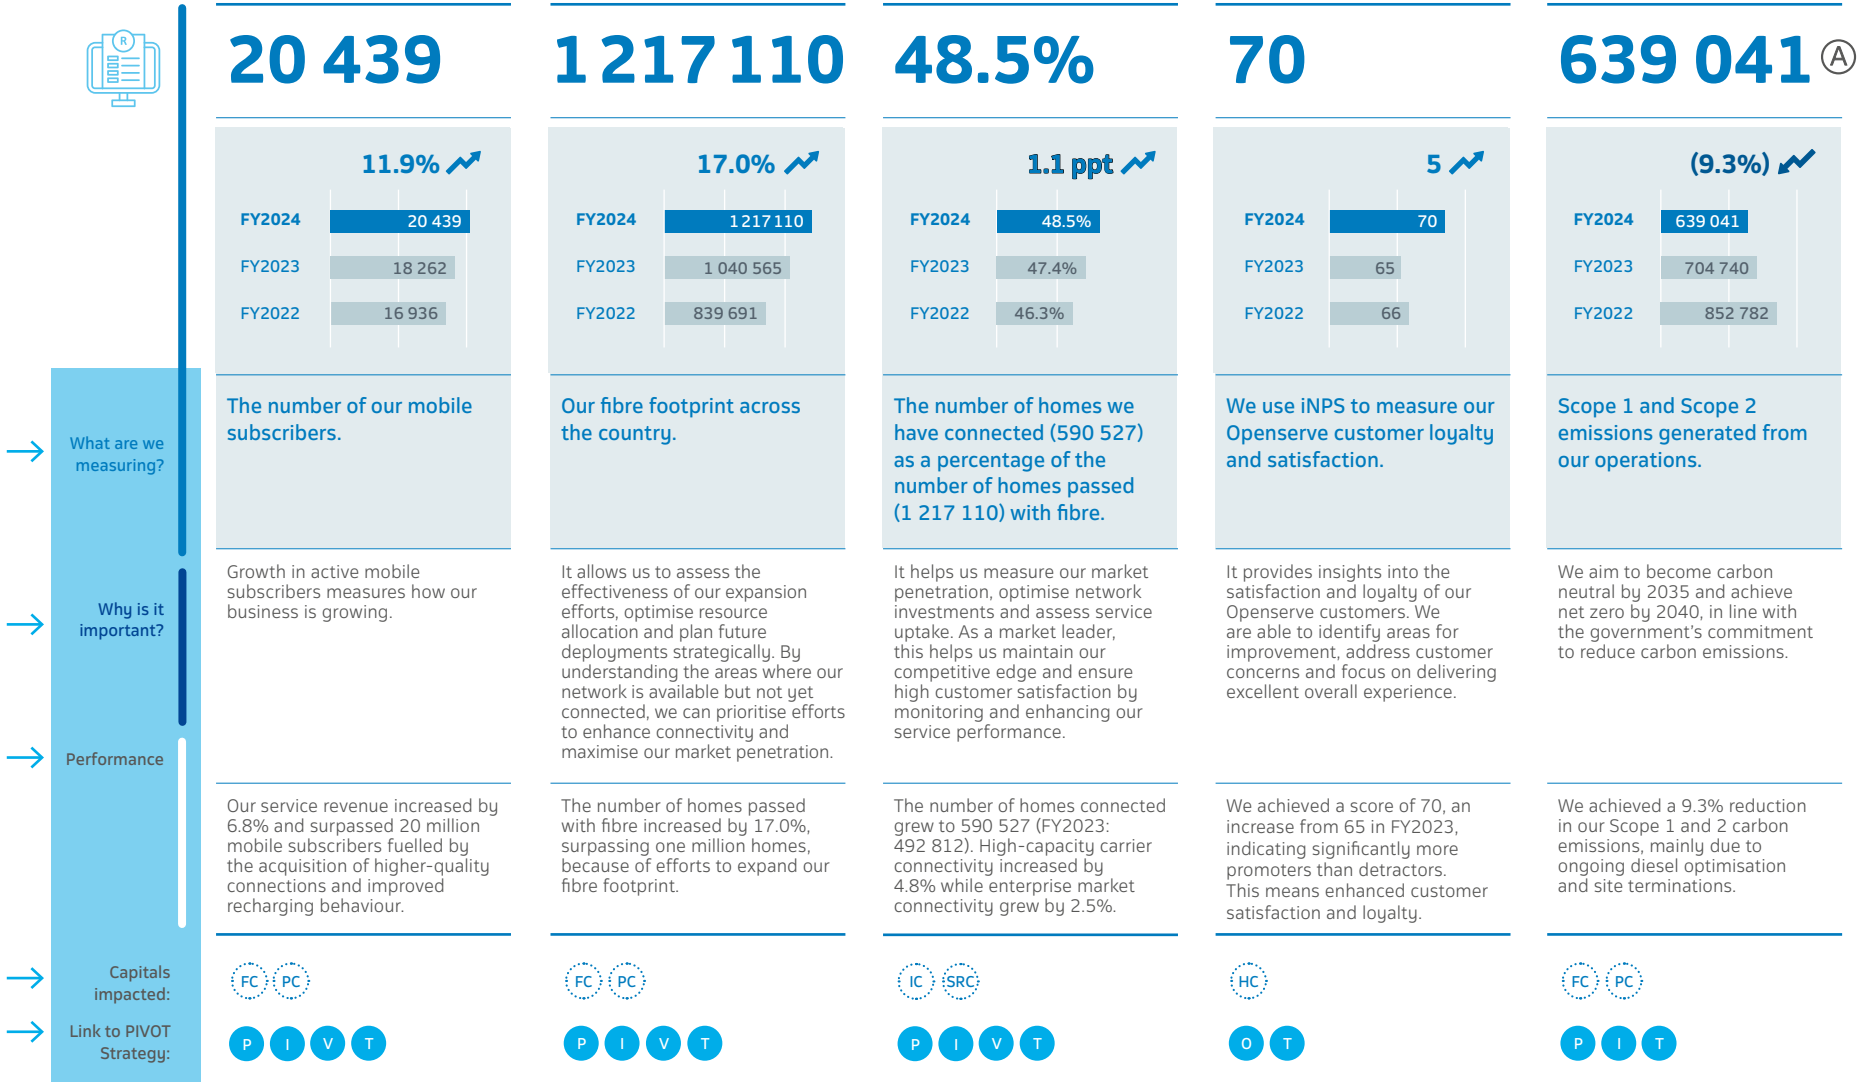 R
20 439
11.9%
FY2024 20 439
FY2023 18 262
FY2022 16 936
The number of our mobile
subscribers.
Growth in active mobile
subscribers measures how our
business is growing.
Our service revenue increased by
6.8% and surpassed 20 million
mobile subscribers fuelled by
the acquisition of higher-quality
connections and improved
recharging behaviour.
FC PC
P I V T
1 217 110
17.0%
FY2024 1 217 110
FY2023 1 040 565
FY2022 839 691
Our fibre footprint across
the country.
It allows us to assess the
effectiveness of our expansion
efforts, optimise resource
allocation and plan future
deployments strategically. By
understanding the areas where our
network is available but not yet
connected, we can prioritise efforts
to enhance connectivity and
maximise our market penetration.
The number of homes passed
with fibre increased by 17.0%,
surpassing one million homes,
because of efforts to expand our
fibre footprint.
FC PC
P I V T
48.5%
1.1 ppt
FY2024 48.5%
FY2023 47.4%
FY2022 46.3%
The number of homes we
have connected (590 527)
as a percentage of the
number of homes passed
(1 217 110) with fibre.
It helps us measure our market
penetration, optimise network
investments and assess service
uptake. As a market leader,
this helps us maintain our
competitive edge and ensure
high customer satisfaction by
monitoring and enhancing our
service performance.
The number of homes connected
grew to 590 527 (FY2023:
492 812). High-capacity carrier
connectivity increased by
4.8% while enterprise market
connectivity grew by 2.5%.
IC SRC
P I V T
70
5
FY2024 70
FY2023 65
FY2022 66
We use iNPS to measure our
Openserve customer loyalty
and satisfaction.
It provides insights into the
satisfaction and loyalty of our
Openserve customers. We
are able to identify areas for
improvement, address customer
concerns and focus on delivering
excellent overall experience.
We achieved a score of 70, an
increase from 65 in FY2023,
indicating significantly more
promoters than detractors.
This means enhanced customer
satisfaction and loyalty.
HC
O T
639 041 A
(9.3%)
FY2024 639 041
FY2023 704 740
FY2022 852 782
Scope 1 and Scope 2
emissions generated from
our operations.
We aim to become carbon
neutral by 2035 and achieve
net zero by 2040, in line with
the government's commitment
to reduce carbon emissions.
We achieved a 9.3% reduction
in our Scope 1 and 2 carbon
emissions, mainly due to
ongoing diesel optimisation
and site terminations.
FC PC
P I T
What are we
measuring?
Why is it
important?
Performance
Capitals
impacted:
Link to PIVOT
Strategy: